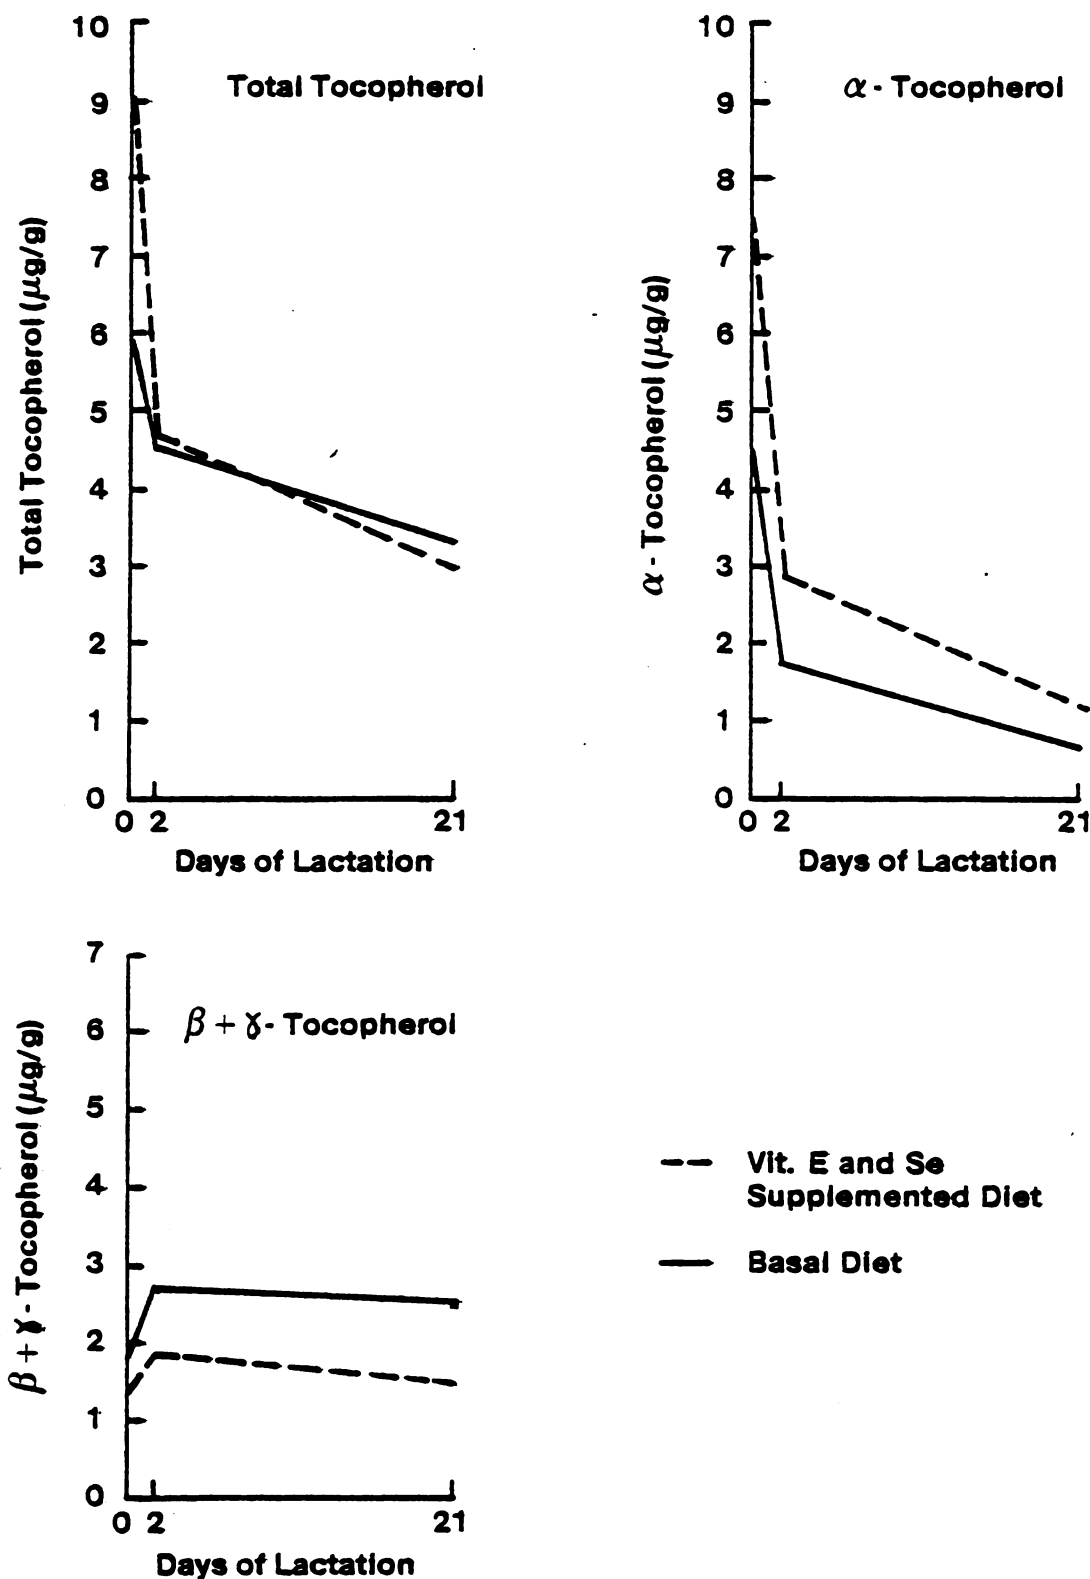 Total Tocopherol
Total Tocopherol (µg/g)
10
9
8
7
6
5
4
3
2
1
0
0 2 21
Days of Lactation
α - Tocopherol
α - Tocopherol (µg/g)
10
9
8
7
6
5
4
3
2
1
0
0 2 21
Days of Lactation
β + γ - Tocopherol
β + γ - Tocopherol (µg/g)
7
6
5
4
3
2
1
0
0 2 21
Days of Lactation
Vit. E and Se
Supplemented Diet
Basal Diet